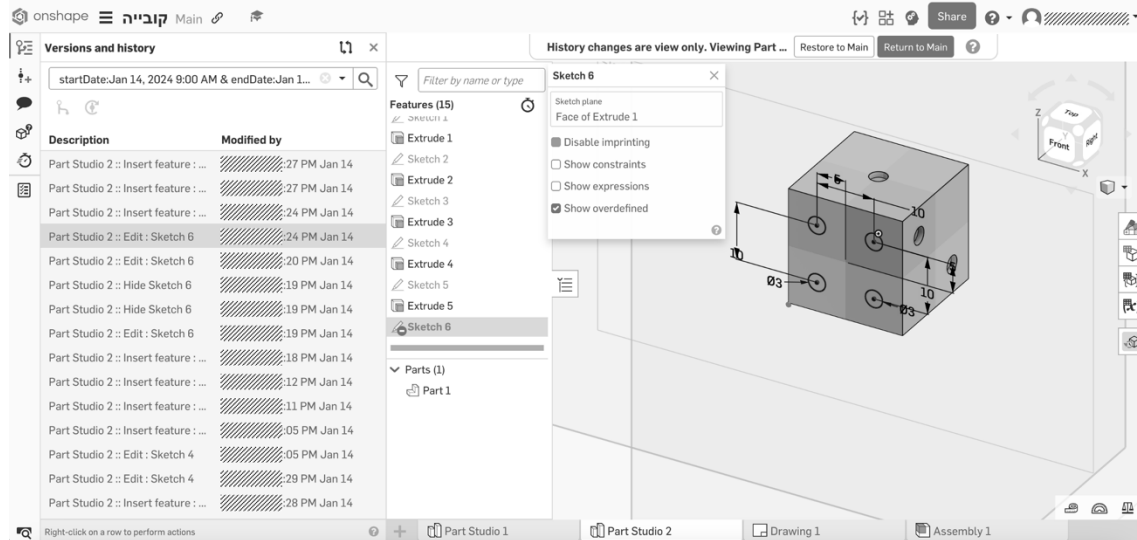 onshape קובייה Main Share
Versions and history
History changes are view only. Viewing Part ... Restore to Main Return to Main
startDate:Jan 14, 2024 9:00 AM & endDate:Jan 1...
Description Modified by
Part Studio 2 :: Insert feature : ... :27 PM Jan 14
Part Studio 2 :: Insert feature : ... :27 PM Jan 14
Part Studio 2 :: Insert feature : ... :24 PM Jan 14
Part Studio 2 :: Edit : Sketch 6 :24 PM Jan 14
Part Studio 2 :: Edit : Sketch 6 :20 PM Jan 14
Part Studio 2 :: Hide Sketch 6 :19 PM Jan 14
Part Studio 2 :: Hide Sketch 6 :19 PM Jan 14
Part Studio 2 :: Edit : Sketch 6 :19 PM Jan 14
Part Studio 2 :: Insert feature : ... :18 PM Jan 14
Part Studio 2 :: Insert feature : ... :12 PM Jan 14
Part Studio 2 :: Insert feature : ... :11 PM Jan 14
Part Studio 2 :: Insert feature : ... :05 PM Jan 14
Part Studio 2 :: Edit : Sketch 4 :05 PM Jan 14
Part Studio 2 :: Edit : Sketch 4 :29 PM Jan 14
Part Studio 2 :: Insert feature : ... :28 PM Jan 14
Right-click on a row to perform actions
Filter by name or type
Features (15)
Sketch 1
Extrude 1
Sketch 2
Extrude 2
Sketch 3
Extrude 3
Sketch 4
Extrude 4
Sketch 5
Extrude 5
Sketch 6
Parts (1)
Part 1
Sketch 6
Sketch plane
Face of Extrude 1
Disable imprinting
Show constraints
Show expressions
Show overdefined
10
10
Ø3
10
Ø3
Z
Top
Y
Front Right
X
Part Studio 1 Part Studio 2 Drawing 1 Assembly 1